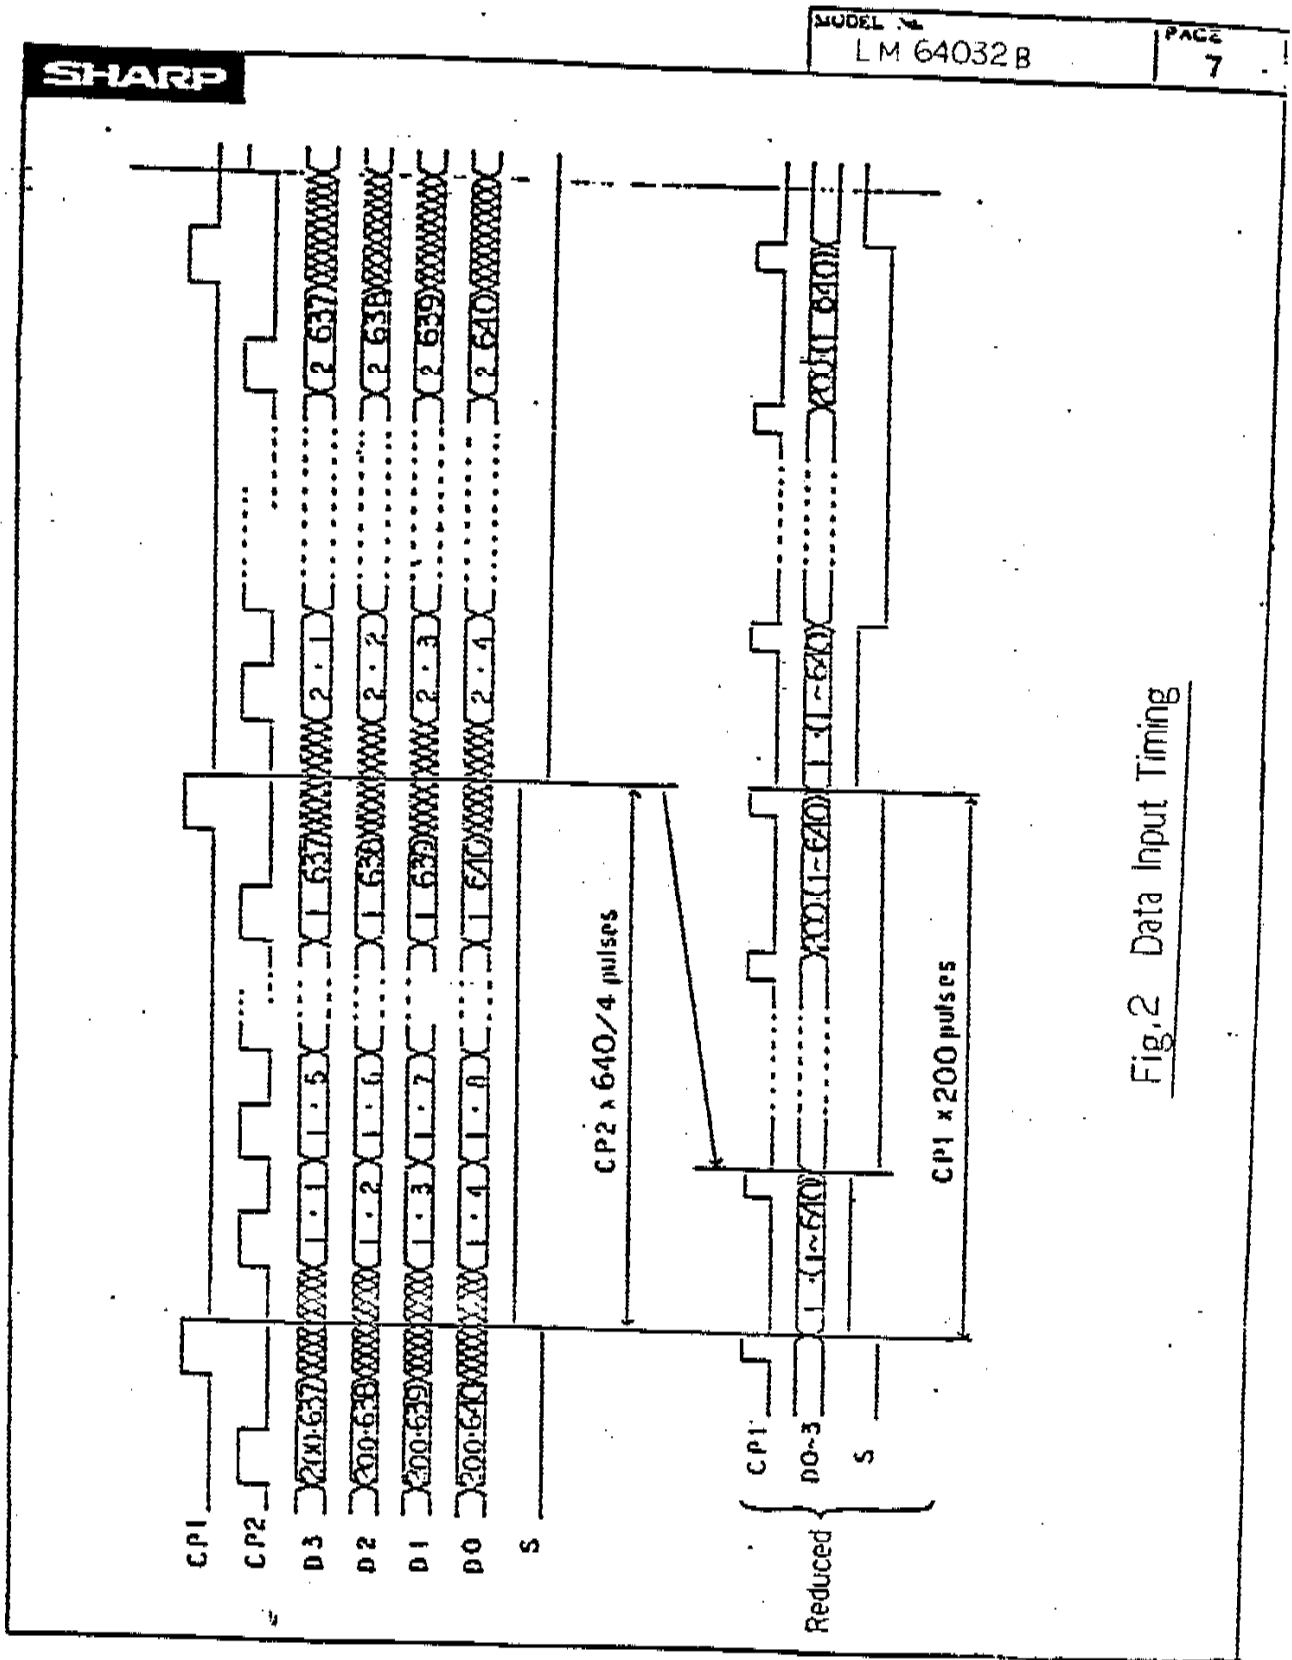 SHARP
MODEL No.
LM 64032B
PAGE
7
CP1
CP2
D3 200·637 1·1 1·5 1 637 2·1 2 637
D2 200·638 1·2 1·6 1 638 2·2 2 638
D1 200·639 1·3 1·7 1 639 2·3 2 639
D0 200·640 1·4 1·8 1 640 2·4 2 640
S
CP2 x 640/4 pulses
Reduced
CP1
D0~3 1·(1~640) 200·(1~640) 1·(1~640) 200·(1 640)
S
CP1 x 200 pulses
Fig.2 Data Input Timing